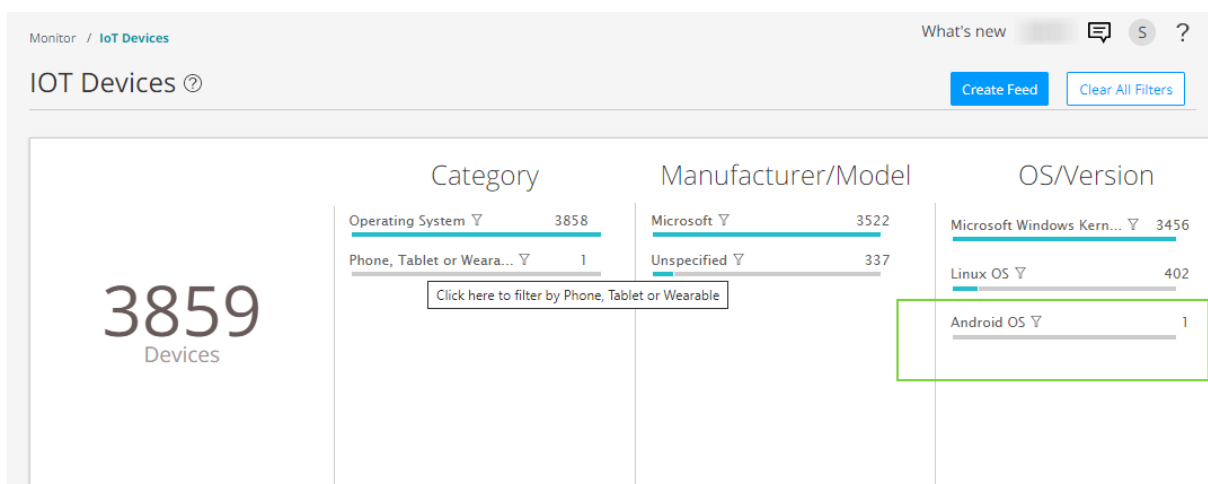 What's new S ?
Monitor / IoT Devices
IOT Devices ?
Create Feed Clear All Filters
Category
Manufacturer/Model
OS/Version
Operating System 3858
Microsoft 3522
Microsoft Windows Kern... 3456
Phone, Tablet or Weara... 1
Unspecified 337
Linux OS 402
Click here to filter by Phone, Tablet or Wearable
3859
Devices
Android OS 1